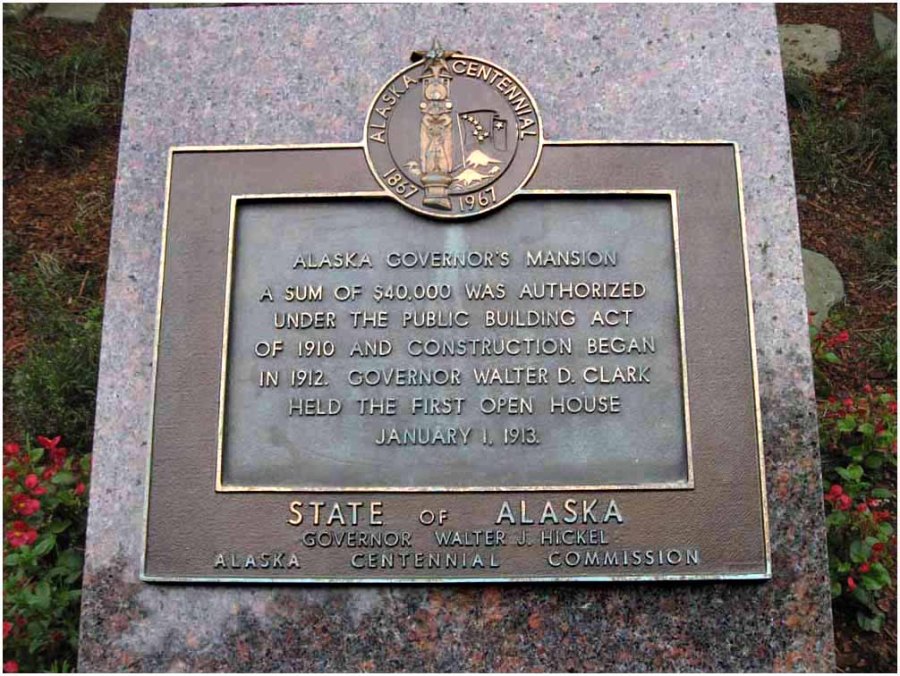 ALASKA CENTENNIAL
1867 1967
ALASKA GOVERNOR'S MANSION
A SUM OF $40,000 WAS AUTHORIZED
UNDER THE PUBLIC BUILDING ACT
OF 1910 AND CONSTRUCTION BEGAN
IN 1912. GOVERNOR WALTER D. CLARK
HELD THE FIRST OPEN HOUSE
JANUARY 1, 1913.
STATE OF ALASKA
GOVERNOR WALTER J. HICKEL
ALASKA CENTENNIAL COMMISSION